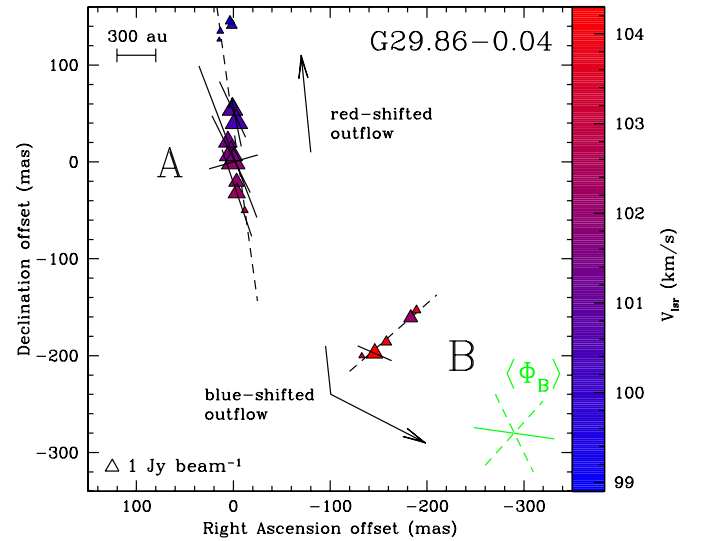 300 au
G29.86−0.04
red−shifted
outflow
A
B
⟨Φ_B⟩
blue−shifted
outflow
△ 1 Jy beam⁻¹
100
0
−100
−200
−300
Declination offset (mas)
100
0
−100
−200
−300
Right Ascension offset (mas)
104
103
102
101
100
99
V_lsr (km/s)